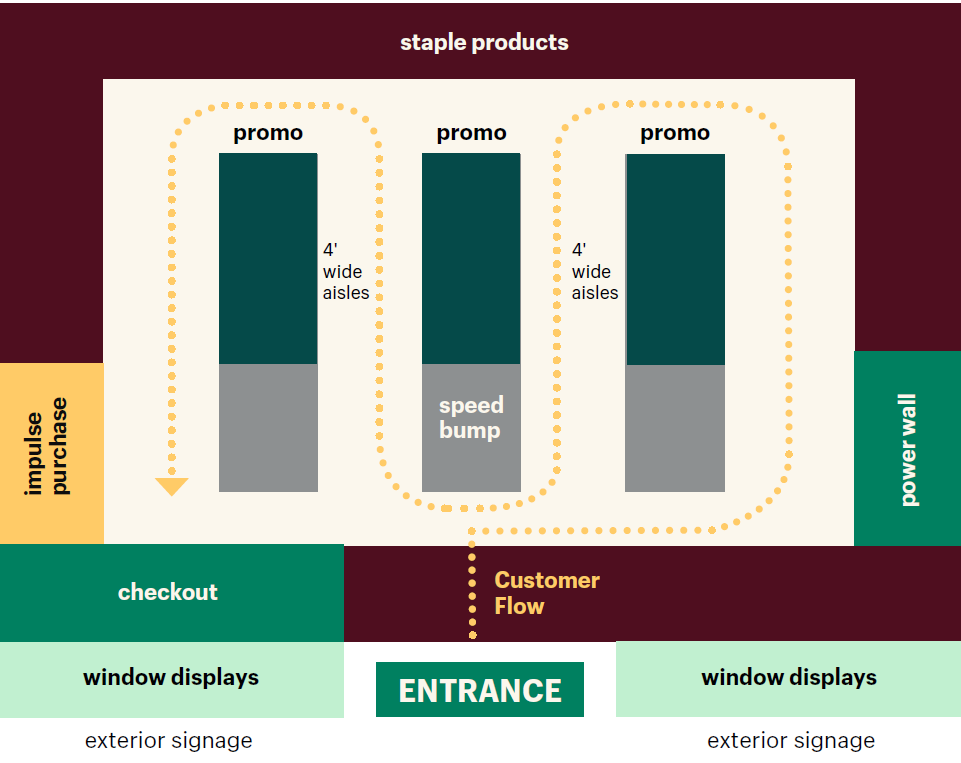 staple products
promo
promo
promo
4'
wide
aisles
4'
wide
aisles
speed
bump
impulse
purchase
power wall
checkout
Customer
Flow
window displays
ENTRANCE
window displays
exterior signage
exterior signage